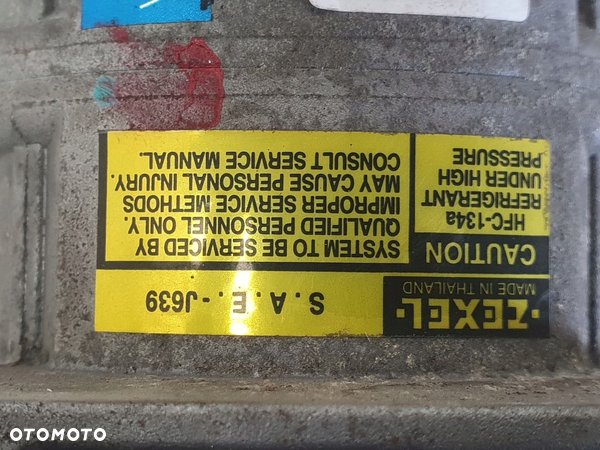 ·ZEXEL·
MADE IN THAILAND
S. A. E. - J639
CAUTION
HFC-134a
REFRIGERANT
UNDER HIGH
PRESSURE
SYSTEM TO BE SERVICED BY
QUALIFIED PERSONNEL ONLY.
IMPROPER SERVICE METHODS
MAY CAUSE PERSONAL INJURY.
CONSULT SERVICE MANUAL.
OTOMOTO